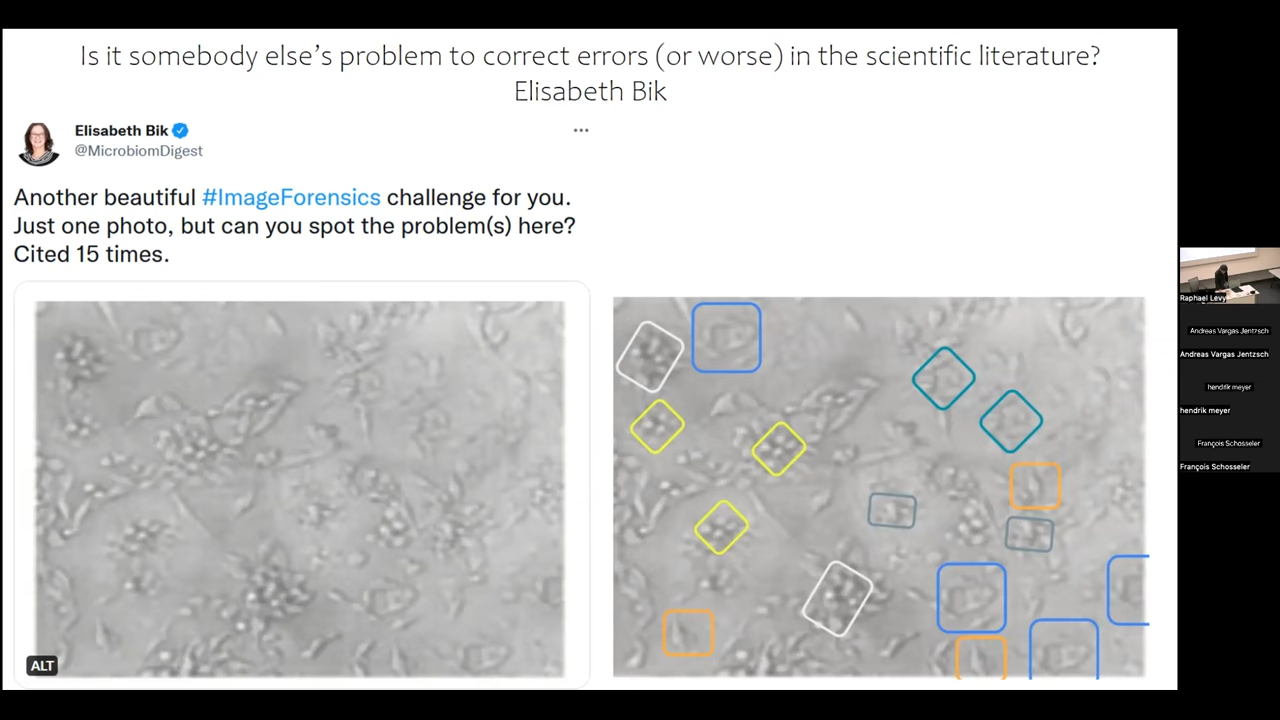 Is it somebody else's problem to correct errors (or worse) in the scientific literature?
Elisabeth Bik
Elisabeth Bik
@MicrobiomDigest
...
Another beautiful #ImageForensics challenge for you.
Just one photo, but can you spot the problem(s) here?
Cited 15 times.
ALT
Raphael Levy
Andreas Vargas Jentzsch
Andreas Vargas Jentzsch
hendrik meyer
hendrik meyer
François Schosseler
François Schosseler